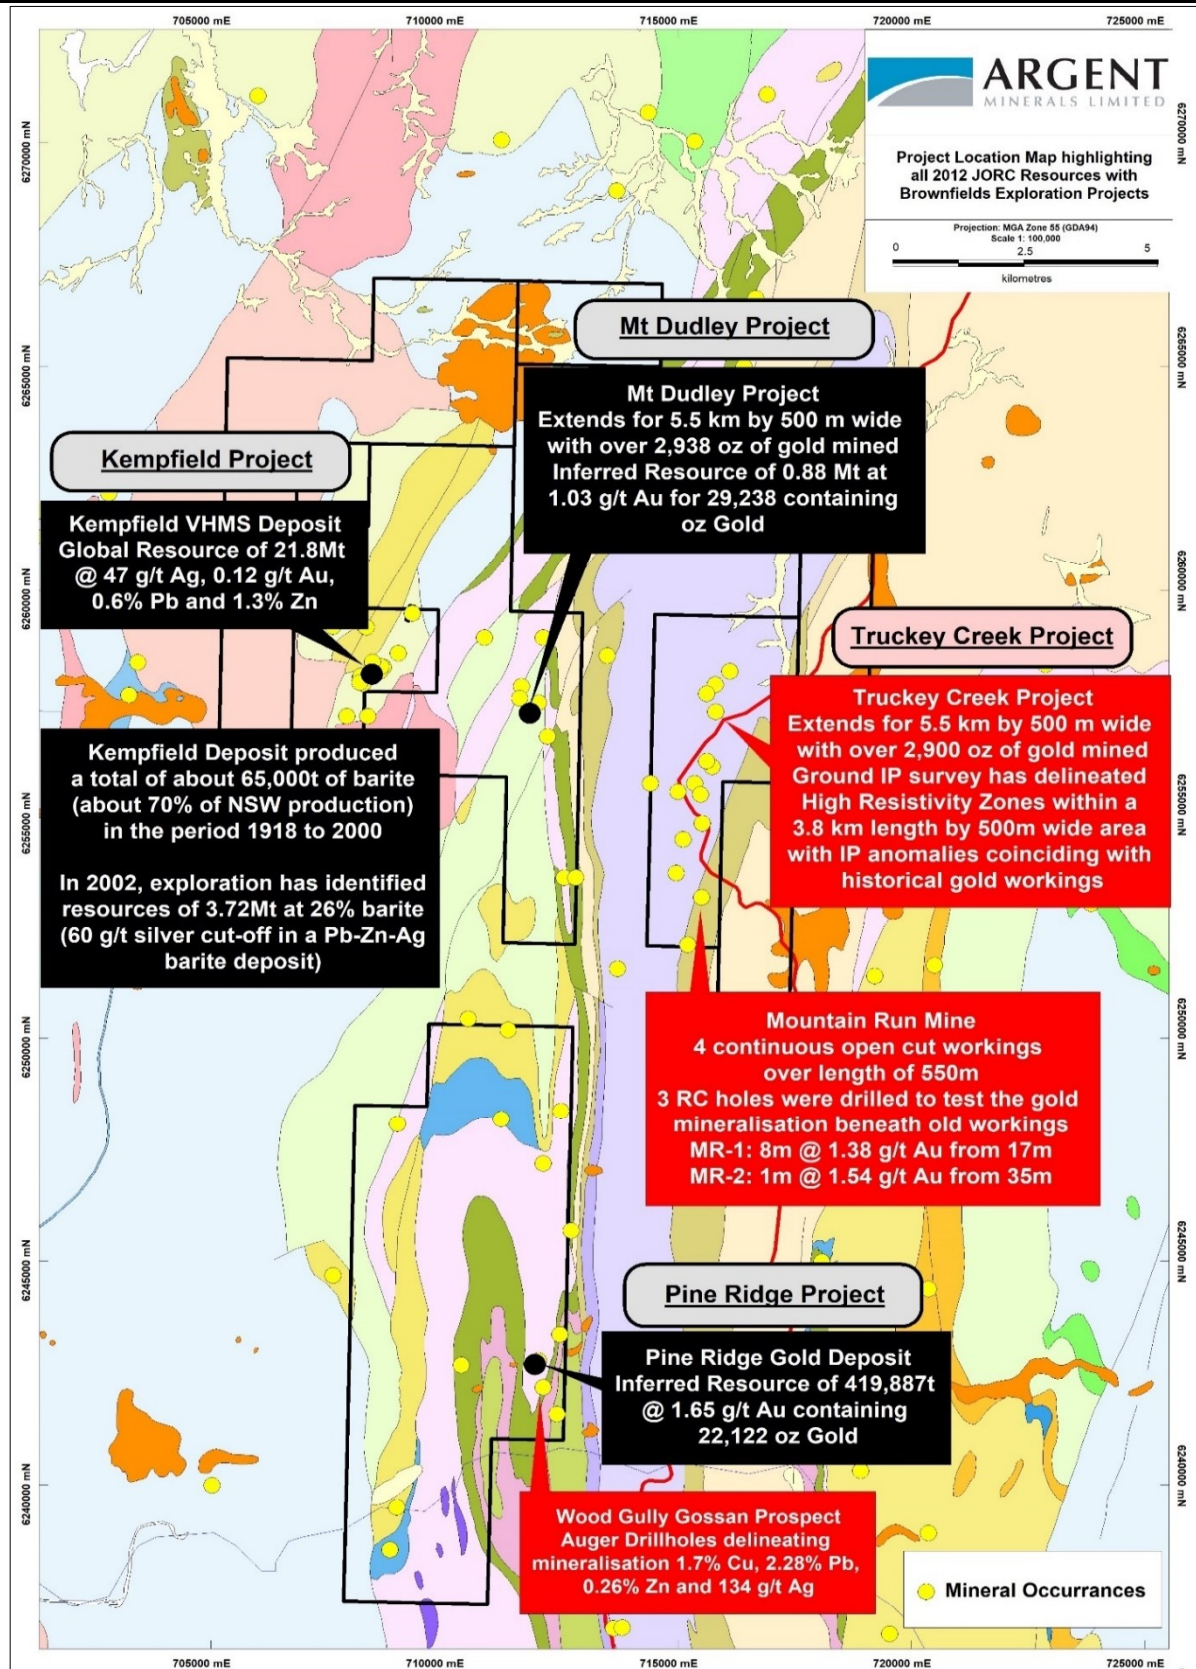 705000 mE
710000 mE
715000 mE
720000 mE
725000 mE
ARGENT
MINERALS LIMITED
Project Location Map highlighting
all 2012 JORC Resources with
Brownfields Exploration Projects
Projection: MGA Zone 55 (GDA94)
Scale 1: 100,000
0
2.5
5
kilometres
6270000 mN
6270000 mN
Mt Dudley Project
6265000 mN
6265000 mN
Mt Dudley Project
Extends for 5.5 km by 500 m wide
with over 2,938 oz of gold mined
Inferred Resource of 0.88 Mt at
1.03 g/t Au for 29,238 containing
oz Gold
Kempfield Project
Kempfield VHMS Deposit
Global Resource of 21.8Mt
@ 47 g/t Ag, 0.12 g/t Au,
0.6% Pb and 1.3% Zn
6260000 mN
6260000 mN
Truckey Creek Project
Truckey Creek Project
Extends for 5.5 km by 500 m wide
with over 2,900 oz of gold mined
Ground IP survey has delineated
High Resistivity Zones within a
3.8 km length by 500m wide area
with IP anomalies coinciding with
historical gold workings
Kempfield Deposit produced
a total of about 65,000t of barite
(about 70% of NSW production)
in the period 1918 to 2000
In 2002, exploration has identified
resources of 3.72Mt at 26% barite
(60 g/t silver cut-off in a Pb-Zn-Ag
barite deposit)
6255000 mN
6255000 mN
Mountain Run Mine
4 continuous open cut workings
over length of 550m
3 RC holes were drilled to test the gold
mineralisation beneath old workings
MR-1: 8m @ 1.38 g/t Au from 17m
MR-2: 1m @ 1.54 g/t Au from 35m
6250000 mN
6250000 mN
6245000 mN
6245000 mN
Pine Ridge Project
Pine Ridge Gold Deposit
Inferred Resource of 419,887t
@ 1.65 g/t Au containing
22,122 oz Gold
6240000 mN
6240000 mN
Wood Gully Gossan Prospect
Auger Drillholes delineating
mineralisation 1.7% Cu, 2.28% Pb,
0.26% Zn and 134 g/t Ag
Mineral Occurrances
705000 mE
710000 mE
715000 mE
720000 mE
725000 mE